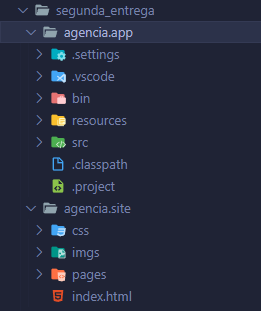 segunda_entrega
agencia.app
.settings
.vscode
bin
resources
src
.classpath
.project
agencia.site
css
imgs
pages
index.html